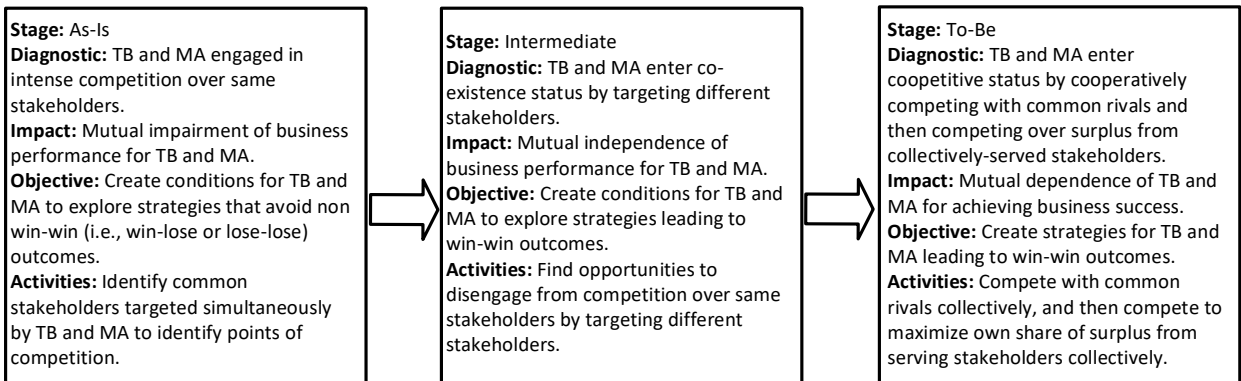 Stage: As-Is
Diagnostic: TB and MA engaged in
intense competition over same
stakeholders.
Impact: Mutual impairment of business
performance for TB and MA.
Objective: Create conditions for TB and
MA to explore strategies that avoid non
win-win (i.e., win-lose or lose-lose)
outcomes.
Activities: Identify common
stakeholders targeted simultaneously
by TB and MA to identify points of
competition.
Stage: Intermediate
Diagnostic: TB and MA enter co-
existence status by targeting different
stakeholders.
Impact: Mutual independence of
business performance for TB and MA.
Objective: Create conditions for TB and
MA to explore strategies leading to
win-win outcomes.
Activities: Find opportunities to
disengage from competition over same
stakeholders by targeting different
stakeholders.
Stage: To-Be
Diagnostic: TB and MA enter
coopetitive status by cooperatively
competing with common rivals and
then competing over surplus from
collectively-served stakeholders.
Impact: Mutual dependence of TB and
MA for achieving business success.
Objective: Create strategies for TB and
MA leading to win-win outcomes.
Activities: Compete with common
rivals collectively, and then compete to
maximize own share of surplus from
serving stakeholders collectively.